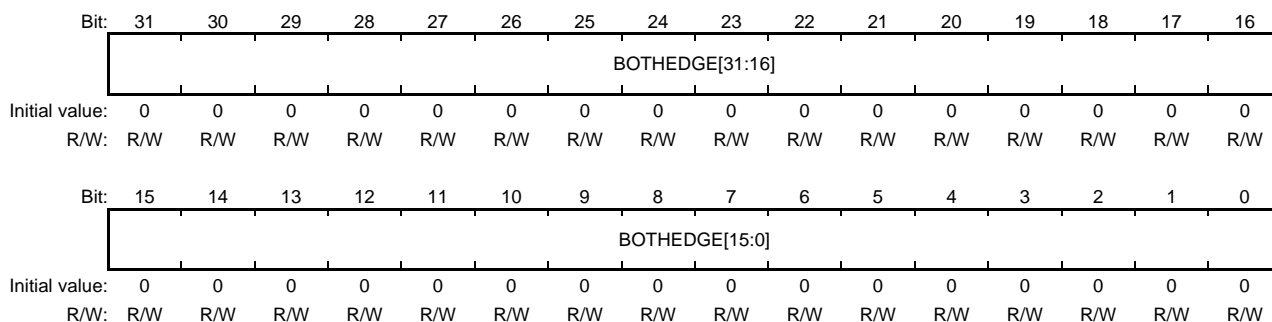 Bit: 31 30 29 28 27 26 25 24 23 22 21 20 19 18 17 16
BOTHEDGE[31:16]
Initial value: 0 0 0 0 0 0 0 0 0 0 0 0 0 0 0 0
R/W: R/W R/W R/W R/W R/W R/W R/W R/W R/W R/W R/W R/W R/W R/W R/W R/W
Bit: 15 14 13 12 11 10 9 8 7 6 5 4 3 2 1 0
BOTHEDGE[15:0]
Initial value: 0 0 0 0 0 0 0 0 0 0 0 0 0 0 0 0
R/W: R/W R/W R/W R/W R/W R/W R/W R/W R/W R/W R/W R/W R/W R/W R/W R/W